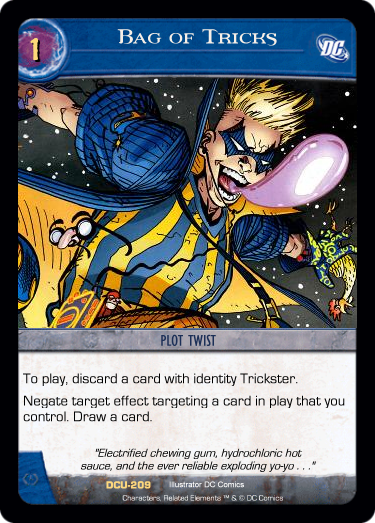 1
Bag of Tricks
DC
PLOT TWIST
To play, discard a card with identity Trickster.
Negate target effect targeting a card in play that you
control. Draw a card.
"Electrified chewing gum, hydrochloric hot
sauce, and the ever reliable exploding yo-yo . . ."
DCU-209 Illustrator DC Comics
Characters, Related Elements ™ & © DC Comics